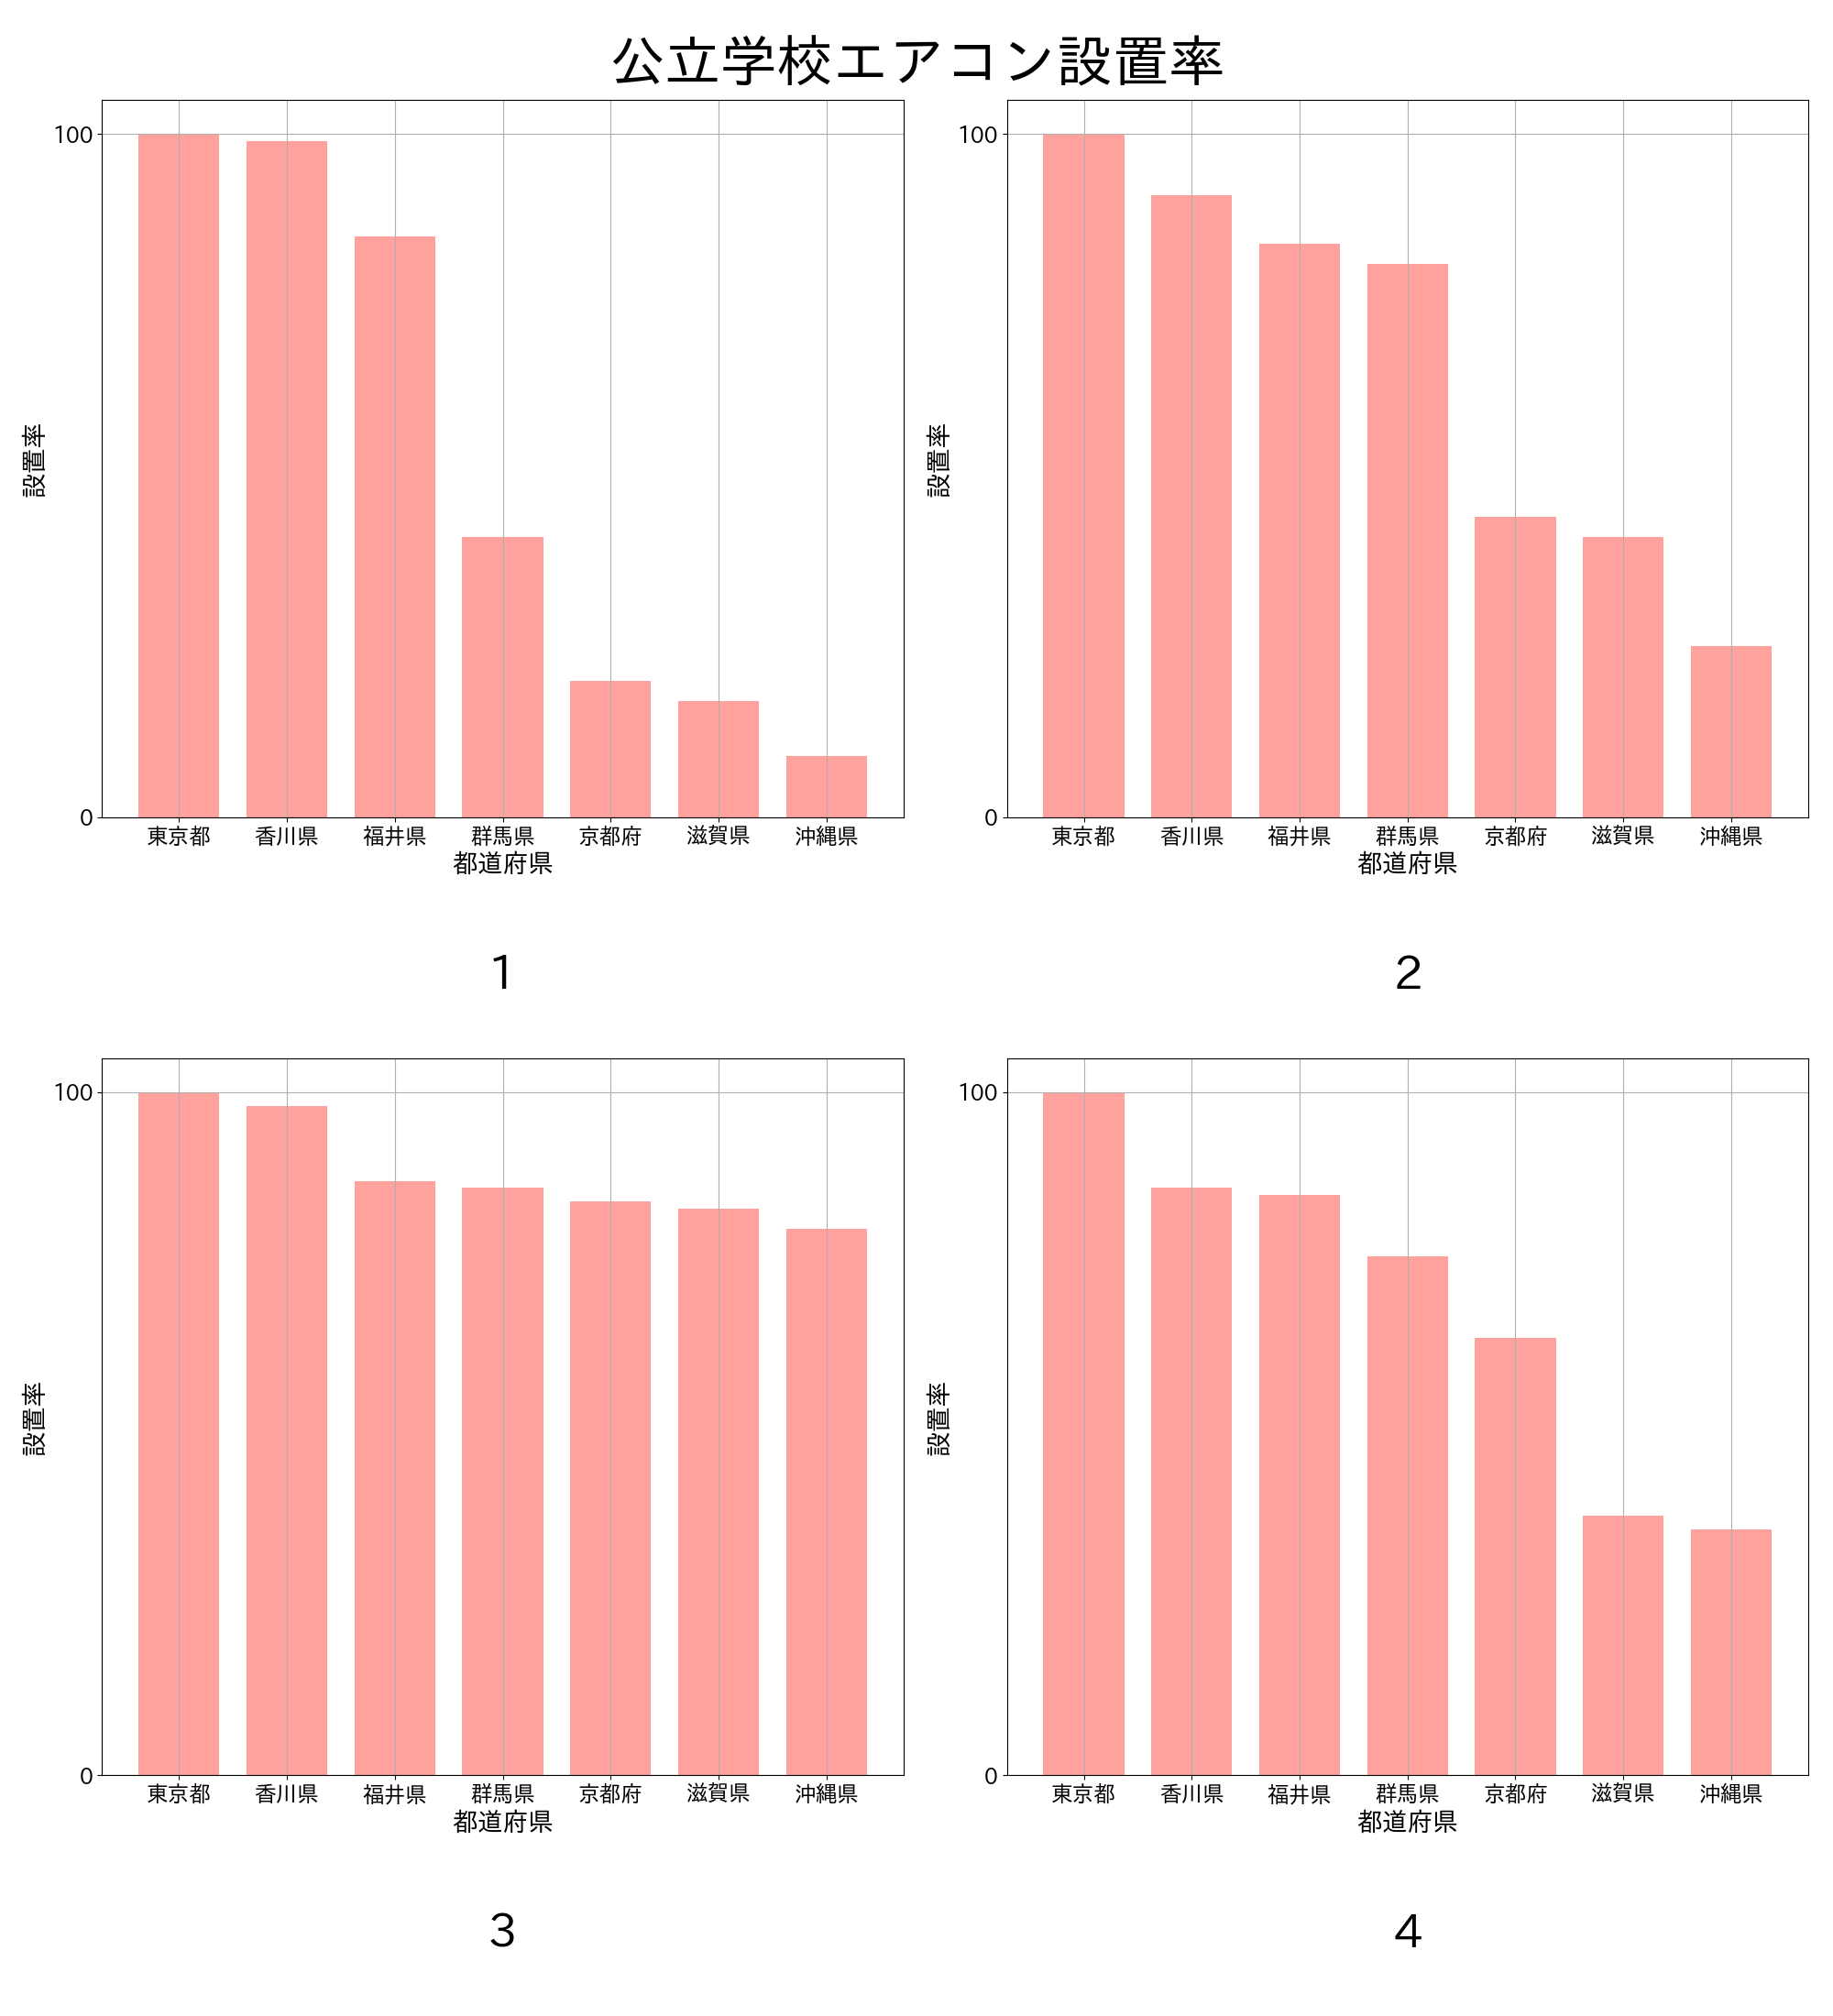 公立学校エアコン設置率
100
0
設置率
東京都 香川県 福井県 群馬県 京都府 滋賀県 沖縄県
都道府県
1
100
0
設置率
東京都 香川県 福井県 群馬県 京都府 滋賀県 沖縄県
都道府県
2
100
0
設置率
東京都 香川県 福井県 群馬県 京都府 滋賀県 沖縄県
都道府県
3
100
0
設置率
東京都 香川県 福井県 群馬県 京都府 滋賀県 沖縄県
都道府県
4